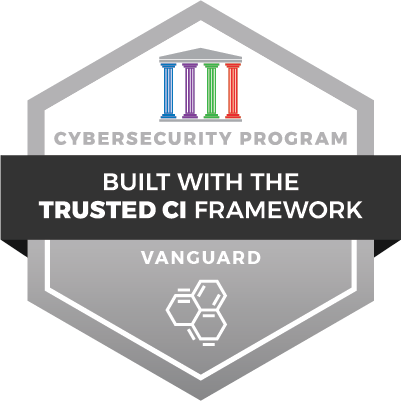 CYBERSECURITY PROGRAM
BUILT WITH THE
TRUSTED CI FRAMEWORK
VANGUARD